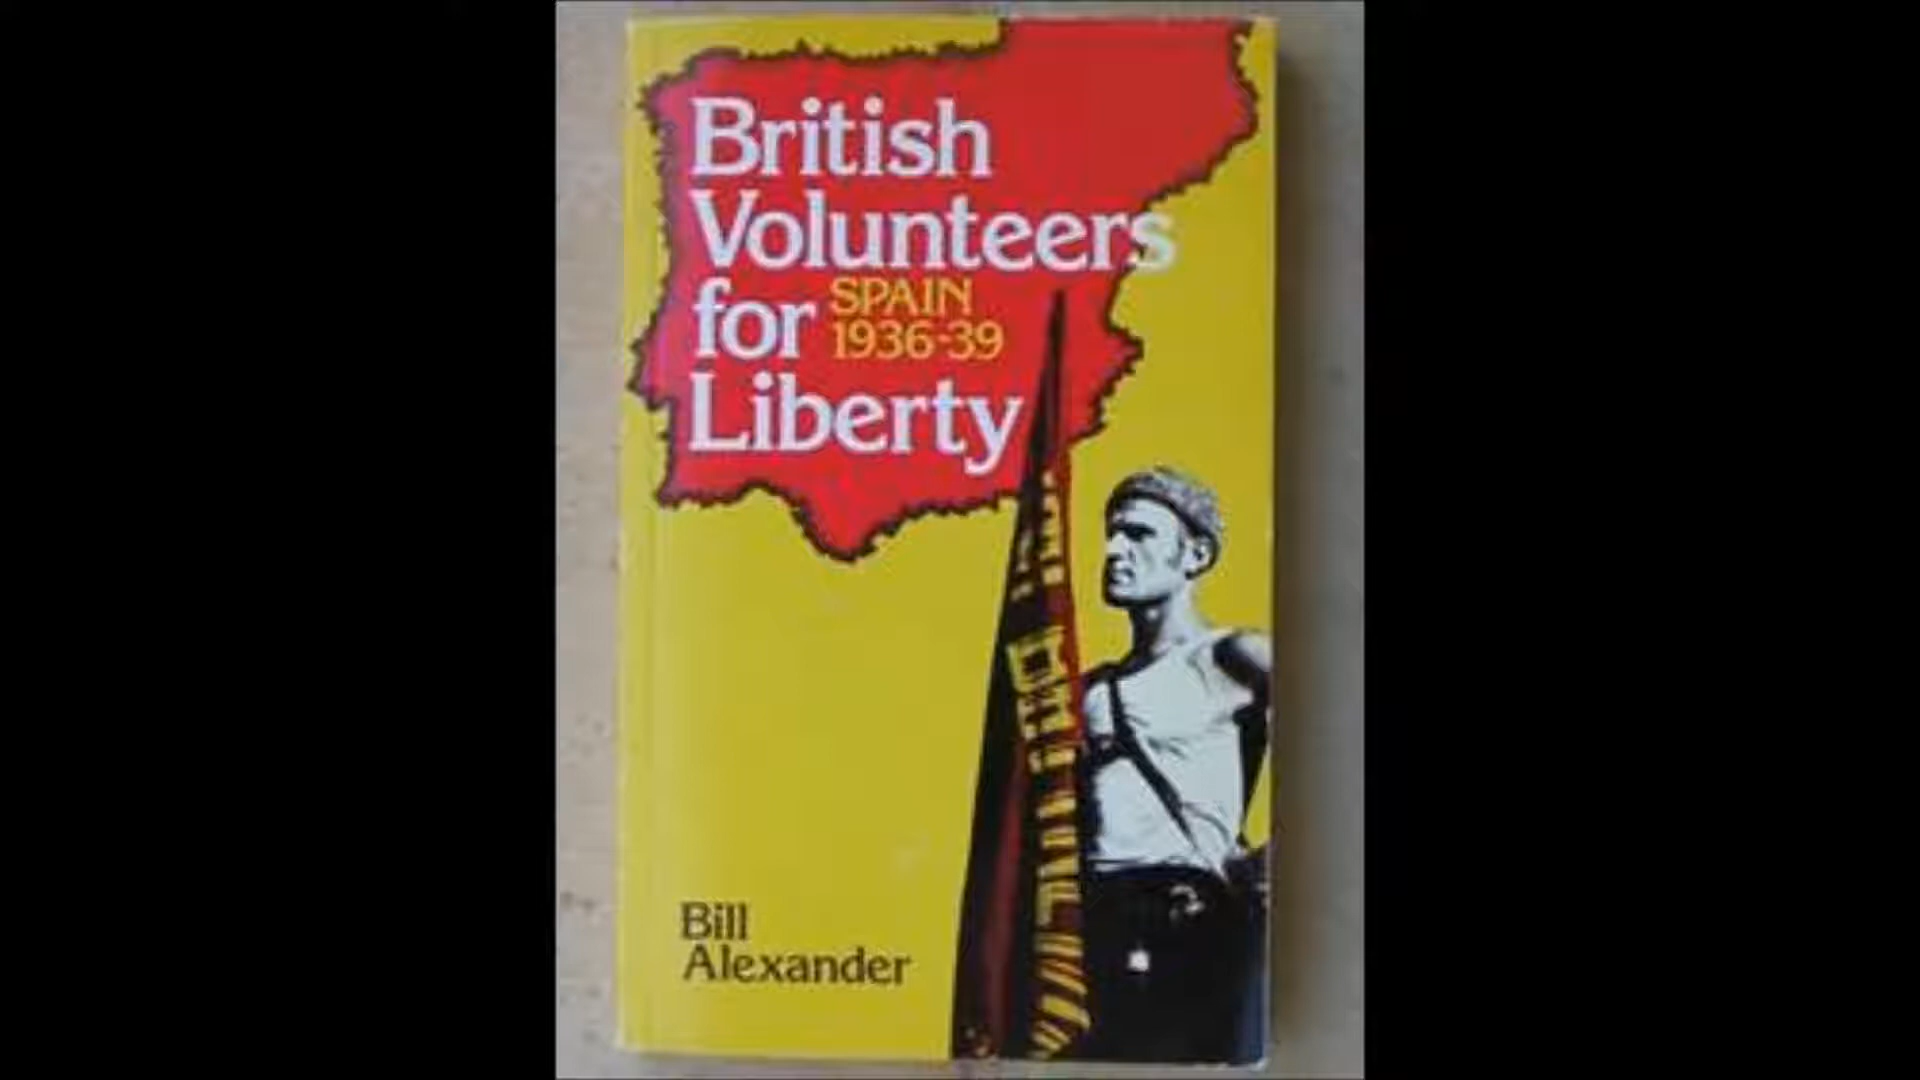 British
Volunteers
for SPAIN
1936-39
Liberty
Bill
Alexander